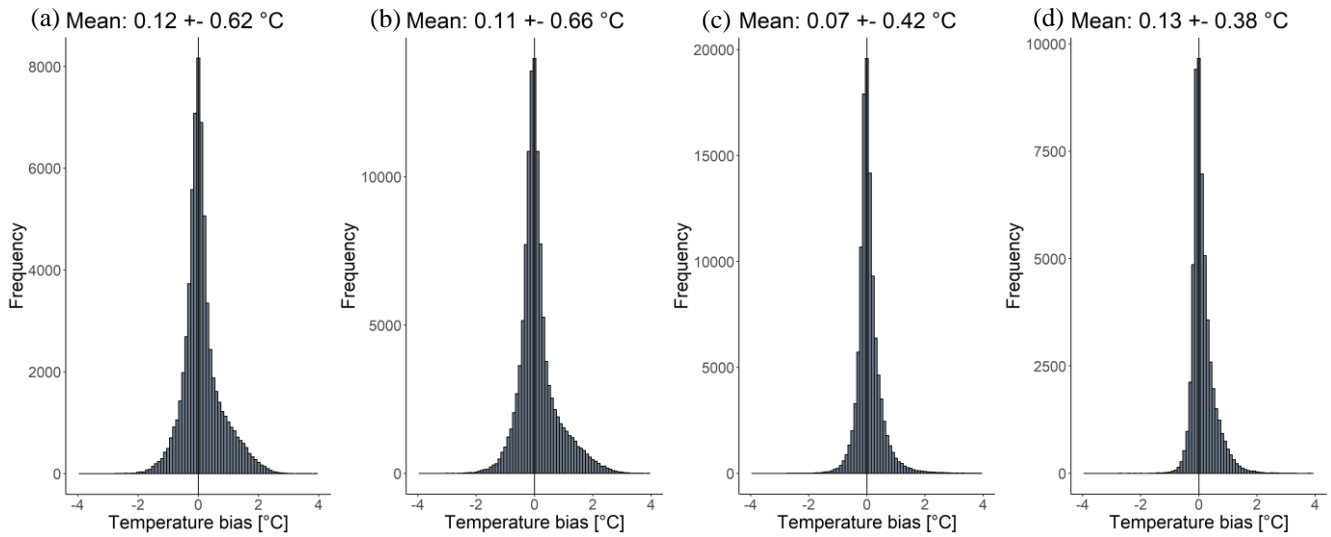 (a) Mean: 0.12 +- 0.62 °C
8000
6000
4000
2000
0
Frequency
-4 -2 0 2 4
Temperature bias [°C]
(b) Mean: 0.11 +- 0.66 °C
10000
5000
0
Frequency
-4 -2 0 2 4
Temperature bias [°C]
(c) Mean: 0.07 +- 0.42 °C
20000
15000
10000
5000
0
Frequency
-4 -2 0 2 4
Temperature bias [°C]
(d) Mean: 0.13 +- 0.38 °C
10000
7500
5000
2500
0
Frequency
-4 -2 0 2 4
Temperature bias [°C]